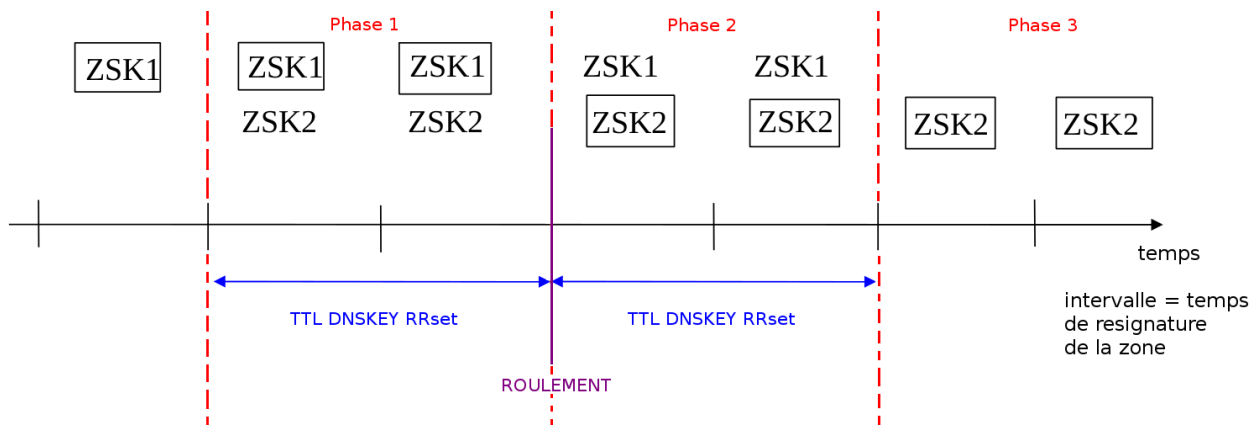 Phase 1
Phase 2
Phase 3
ZSK1
ZSK1
ZSK1
ZSK1
ZSK1
ZSK2
ZSK2
ZSK2
ZSK2
ZSK2
ZSK2
temps
TTL DNSKEY RRset
TTL DNSKEY RRset
intervalle = temps
de resignature
de la zone
ROULEMENT